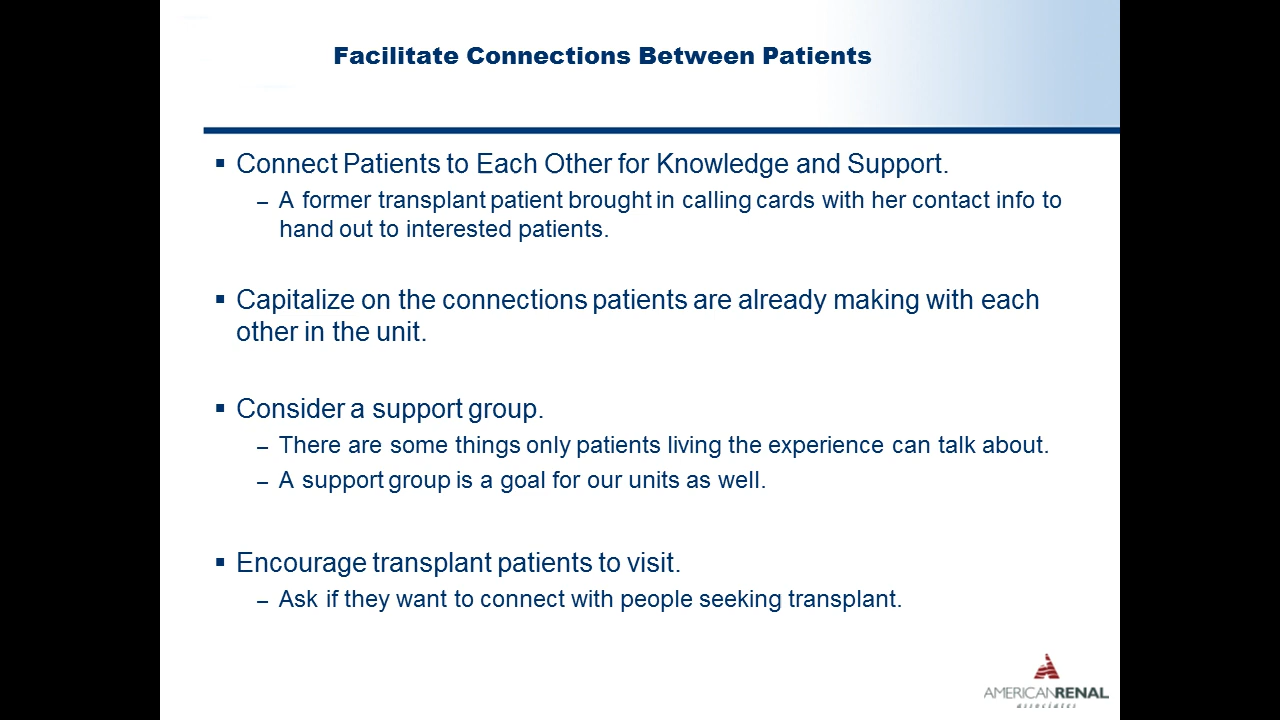 Facilitate Connections Between Patients
▪ Connect Patients to Each Other for Knowledge and Support.
– A former transplant patient brought in calling cards with her contact info to
hand out to interested patients.
▪ Capitalize on the connections patients are already making with each
other in the unit.
▪ Consider a support group.
– There are some things only patients living the experience can talk about.
– A support group is a goal for our units as well.
▪ Encourage transplant patients to visit.
– Ask if they want to connect with people seeking transplant.
AMERICAN RENAL
associates